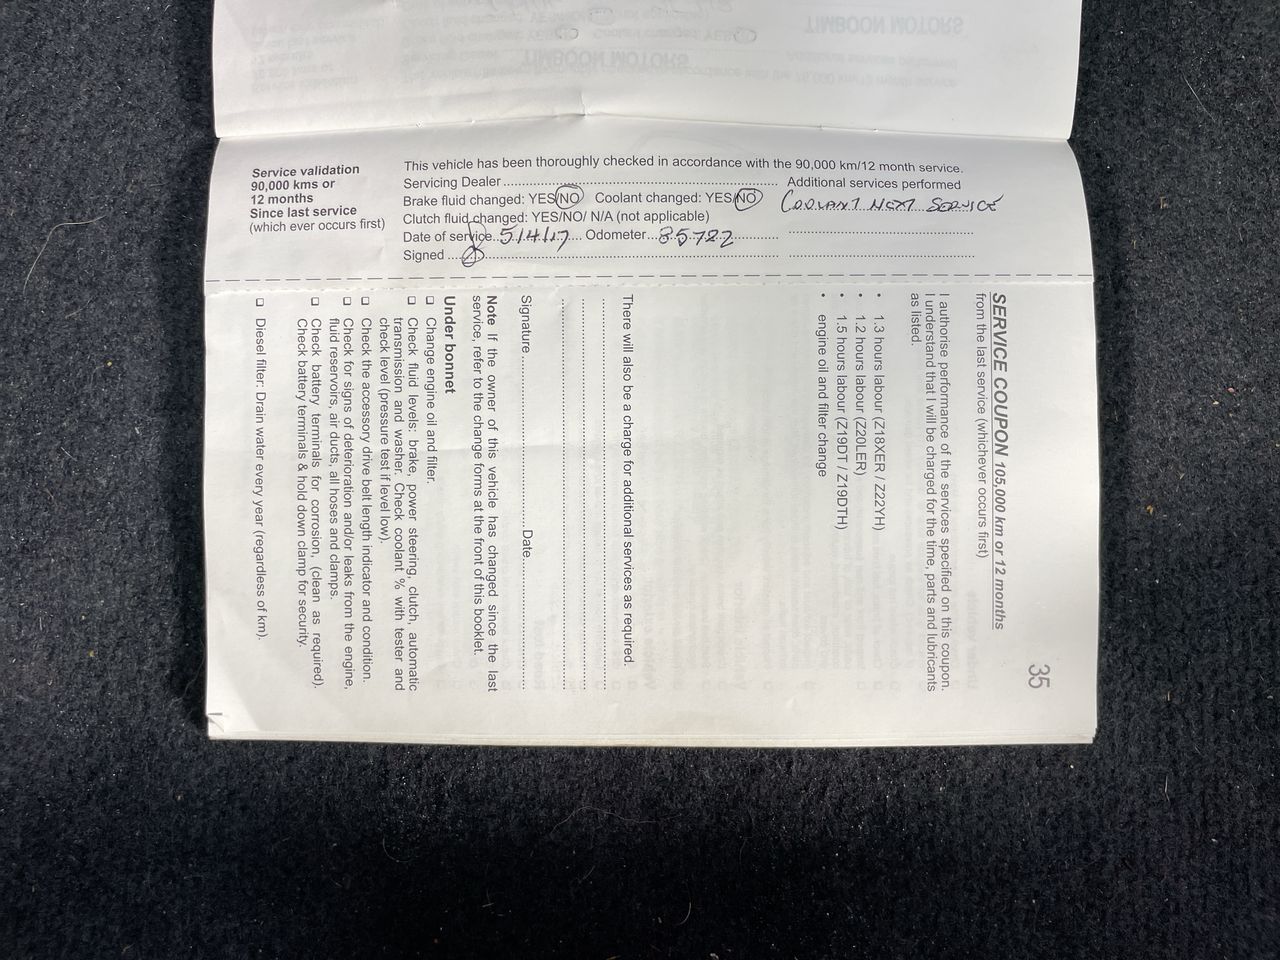 TIMBOON MOTORS
TIMBOON MOTORS
Service validation
90,000 kms or
12 months
Since last service
(which ever occurs first)
This vehicle has been thoroughly checked in accordance with the 90,000 km/12 month service.
Servicing Dealer
Brake fluid changed: YES/NO Coolant changed: YES/NO
Clutch fluid changed: YES/NO/ N/A (not applicable)
Date of service 5/4/17 Odometer 85722
Signed
Additional services performed
COOLANT NEXT SERVICE
35
SERVICE COUPON 105,000 km or 12 months
from the last service (whichever occurs first)
I authorise performance of the services specified on this coupon.
I understand that I will be charged for the time, parts and lubricants
as listed.
• 1.3 hours labour (Z18XER / Z22YH)
• 1.2 hours labour (Z20LER)
• 1.5 hours labour (Z19DT / Z19DTH)
• engine oil and filter change
There will also be a charge for additional services as required.
Signature Date
Note If the owner of this vehicle has changed since the last
service, refer to the change forms at the front of this booklet.
Under bonnet
❑ Change engine oil and filter.
❑ Check fluid levels: brake, power steering, clutch, automatic
transmission and washer. Check coolant % with tester and
check level (pressure test if level low).
❑ Check the accessory drive belt length indicator and condition.
❑ Check for signs of deterioration and/or leaks from the engine,
fluid reservoirs, air ducts, all hoses and clamps.
❑ Check battery terminals for corrosion, (clean as required).
Check battery terminals & hold down clamp for security.
❑ Diesel filter: Drain water every year (regardless of km).